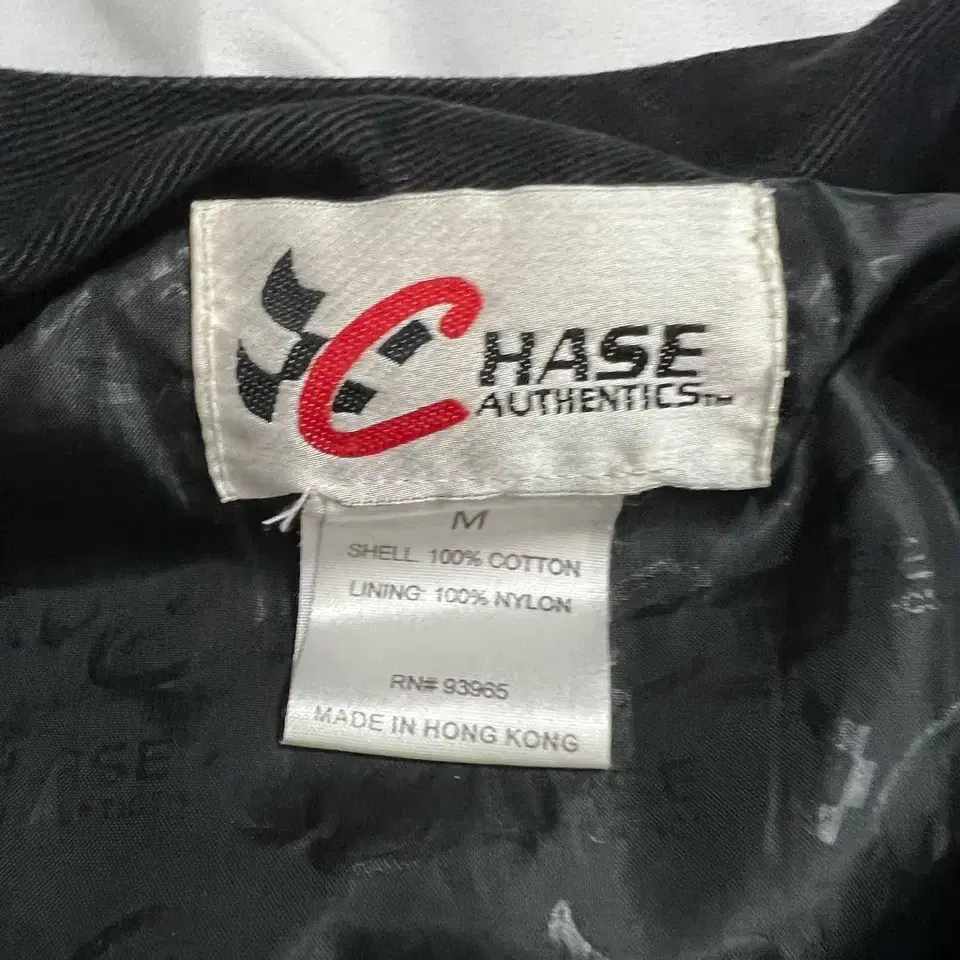 CHASE
AUTHENTICS™
M
SHELL 100% COTTON
LINING: 100% NYLON
RN# 93965
MADE IN HONG KONG